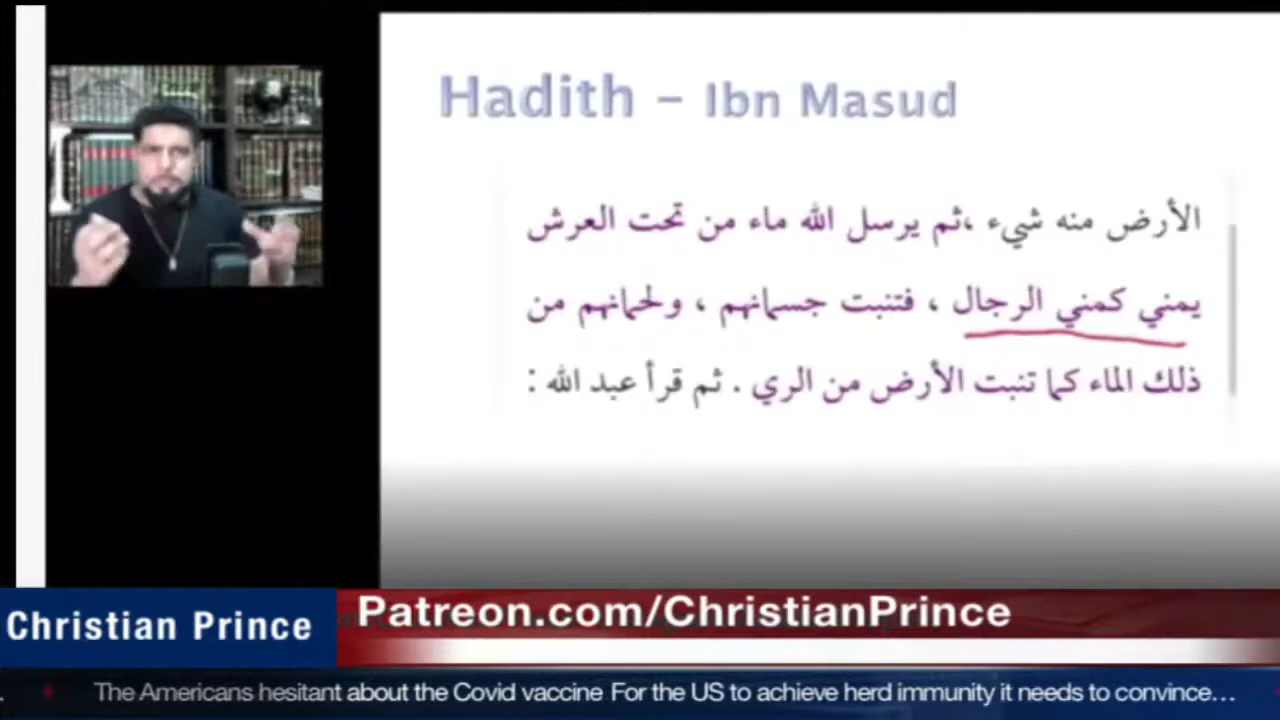 Hadith - Ibn Masud
الأرض منه شيء ،ثم يرسل الله ماء من تحت العرش
يمني كمني الرجال ، فتنبت جسمانهم ، ولحمانهم من
ذلك الماء كما تنبت الأرض من الري . ثم قرأ عبد الله :
Christian Prince
Patreon.com/ChristianPrince
The Americans hesitant about the Covid vaccine For the US to achieve herd immunity it needs to convince…